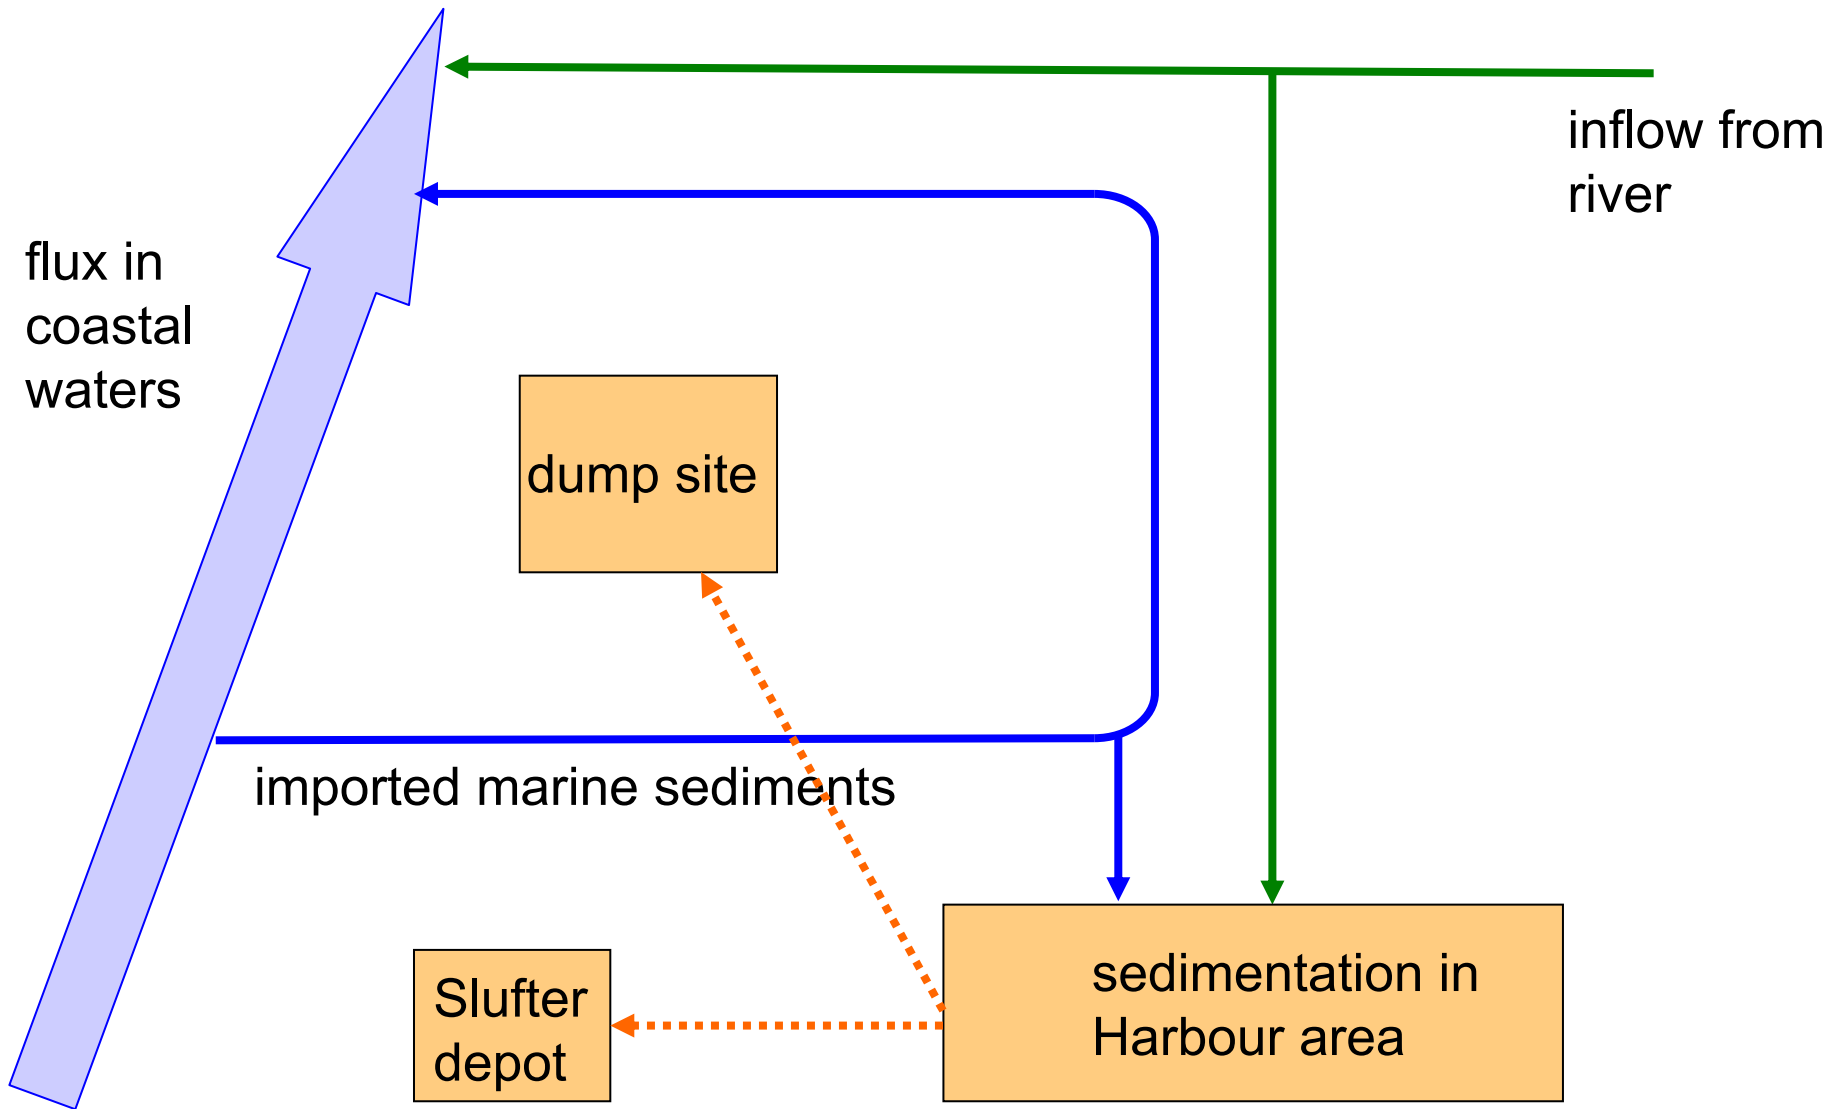 inflow from
river
flux in
coastal
waters
dump site
imported marine sediments
sedimentation in
Harbour area
Slufter
depot